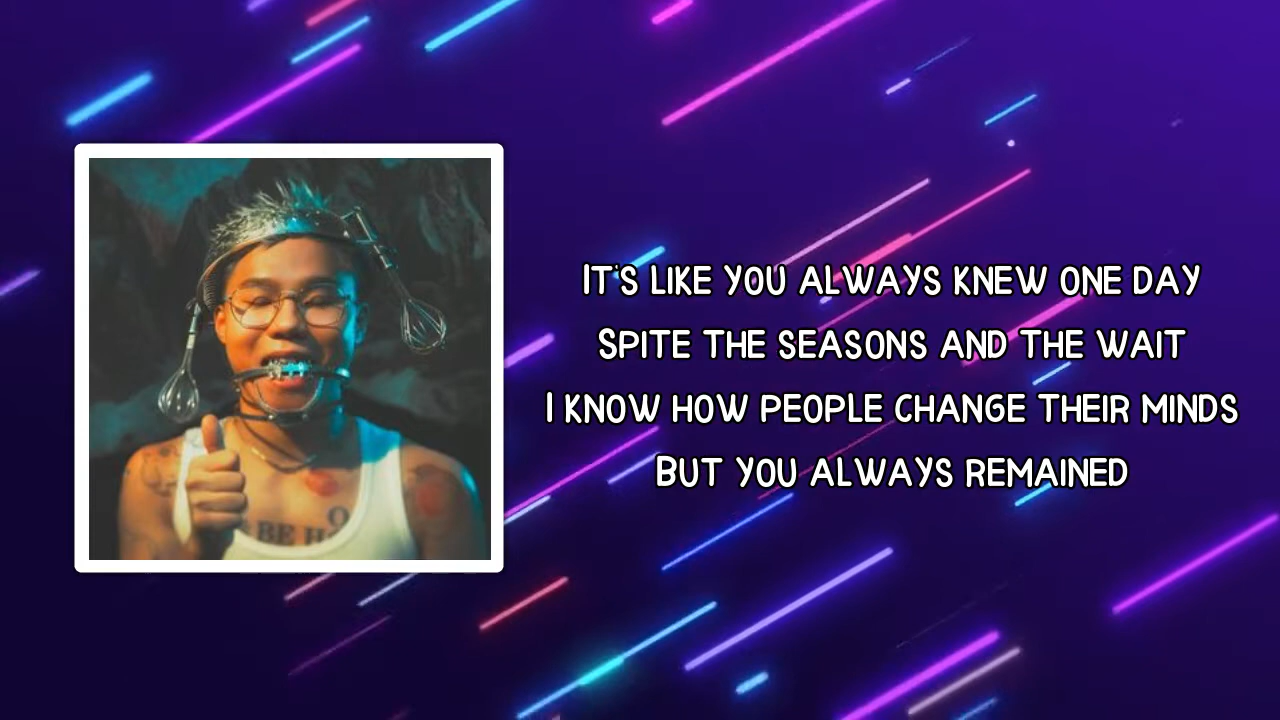 IT'S LIKE YOU ALWAYS KNEW ONE DAY
SPITE THE SEASONS AND THE WAIT
I KNOW HOW PEOPLE CHANGE THEIR MINDS
BUT YOU ALWAYS REMAINED
BE